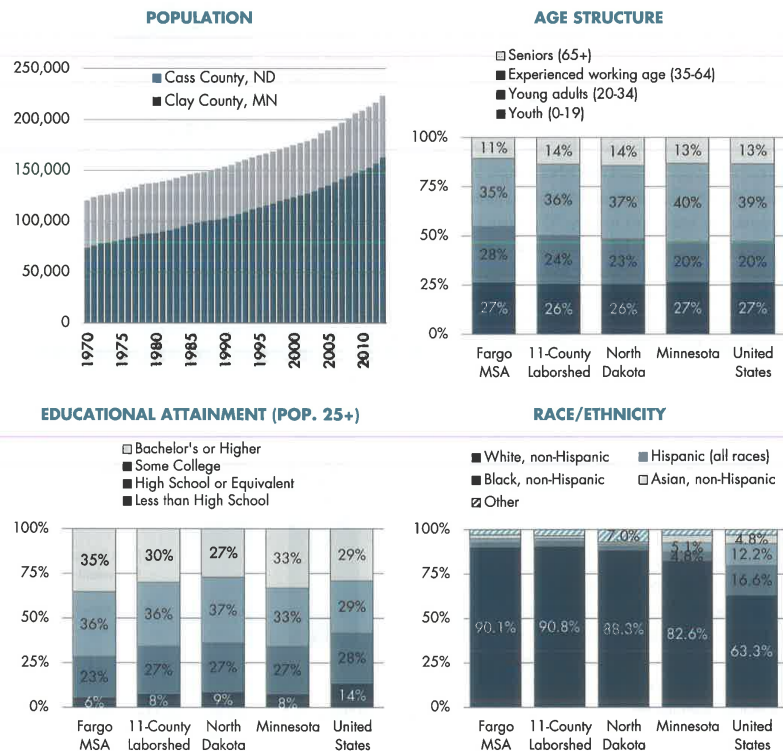 POPULATION
250,000
200,000
150,000
100,000
50,000
0
Cass County, ND
Clay County, MN
1970
1975
1980
1985
1990
1995
2000
2005
2010
AGE STRUCTURE
Seniors (65+)
Experienced working age (35-64)
Young adults (20-34)
Youth (0-19)
100%
75%
50%
25%
0%
11% 14% 14% 13% 13%
35% 36% 37% 40% 39%
28% 24% 23% 20% 20%
27% 26% 26% 27% 27%
Fargo 11-County North Minnesota United
MSA Laborshed Dakota States
EDUCATIONAL ATTAINMENT (POP. 25+)
Bachelor's or Higher
Some College
High School or Equivalent
Less than High School
100%
75%
50%
25%
0%
35% 30% 27% 33% 29%
36% 36% 37% 33% 29%
23% 27% 27% 27% 28%
6% 8% 9% 8% 14%
Fargo 11-County North Minnesota United
MSA Laborshed Dakota States
RACE/ETHNICITY
White, non-Hispanic Hispanic (all races)
Black, non-Hispanic Asian, non-Hispanic
Other
100%
75%
50%
25%
0%
7.0% 5.1% 4.8%
4.8% 12.2%
16.6%
90.1% 90.8% 88.3% 82.6% 63.3%
Fargo 11-County North Minnesota United
MSA Laborshed Dakota States